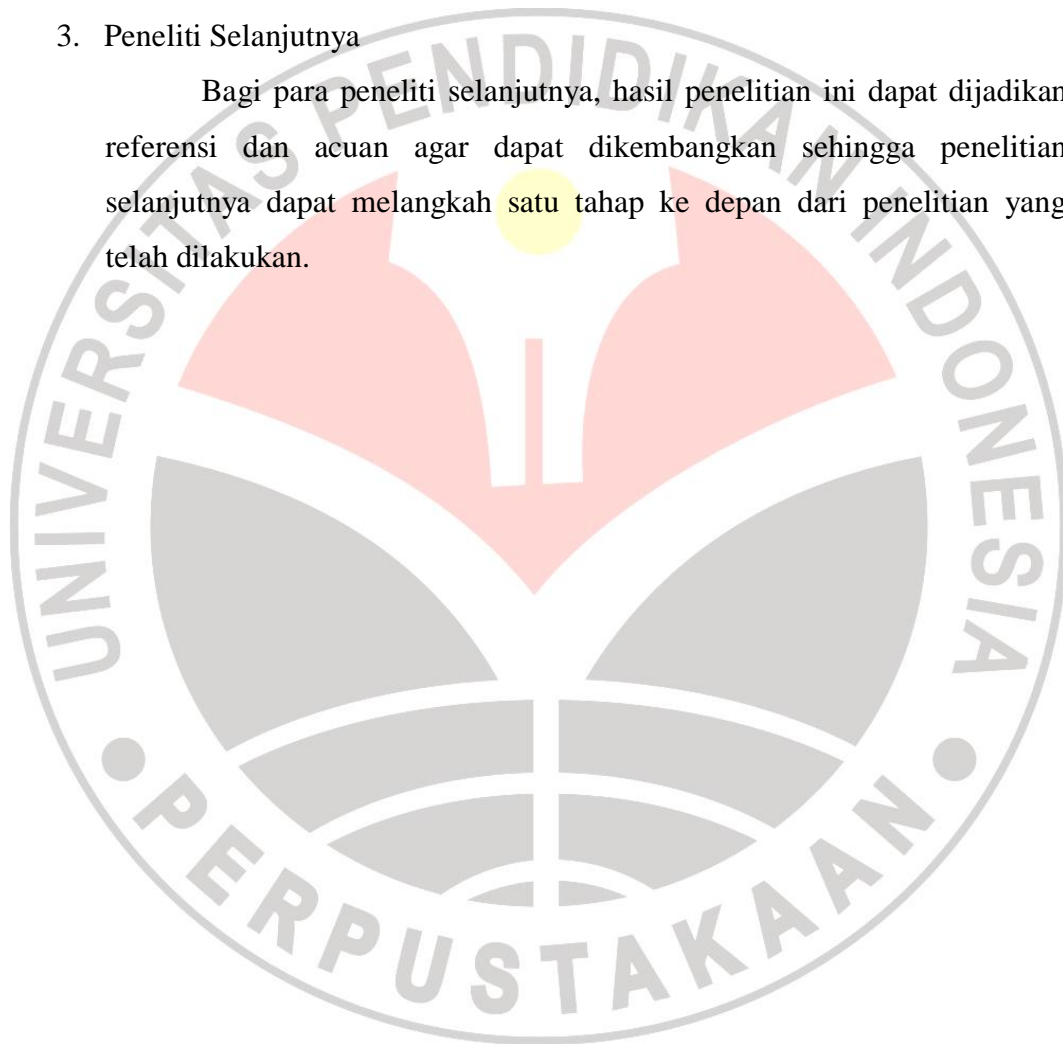 3. Peneliti Selanjutnya
Bagi para peneliti selanjutnya, hasil penelitian ini dapat dijadikan
referensi dan acuan agar dapat dikembangkan sehingga penelitian
selanjutnya dapat melangkah satu tahap ke depan dari penelitian yang
telah dilakukan.
UNIVERSITAS PENDIDIKAN INDONESIA
PERPUSTAKAAN